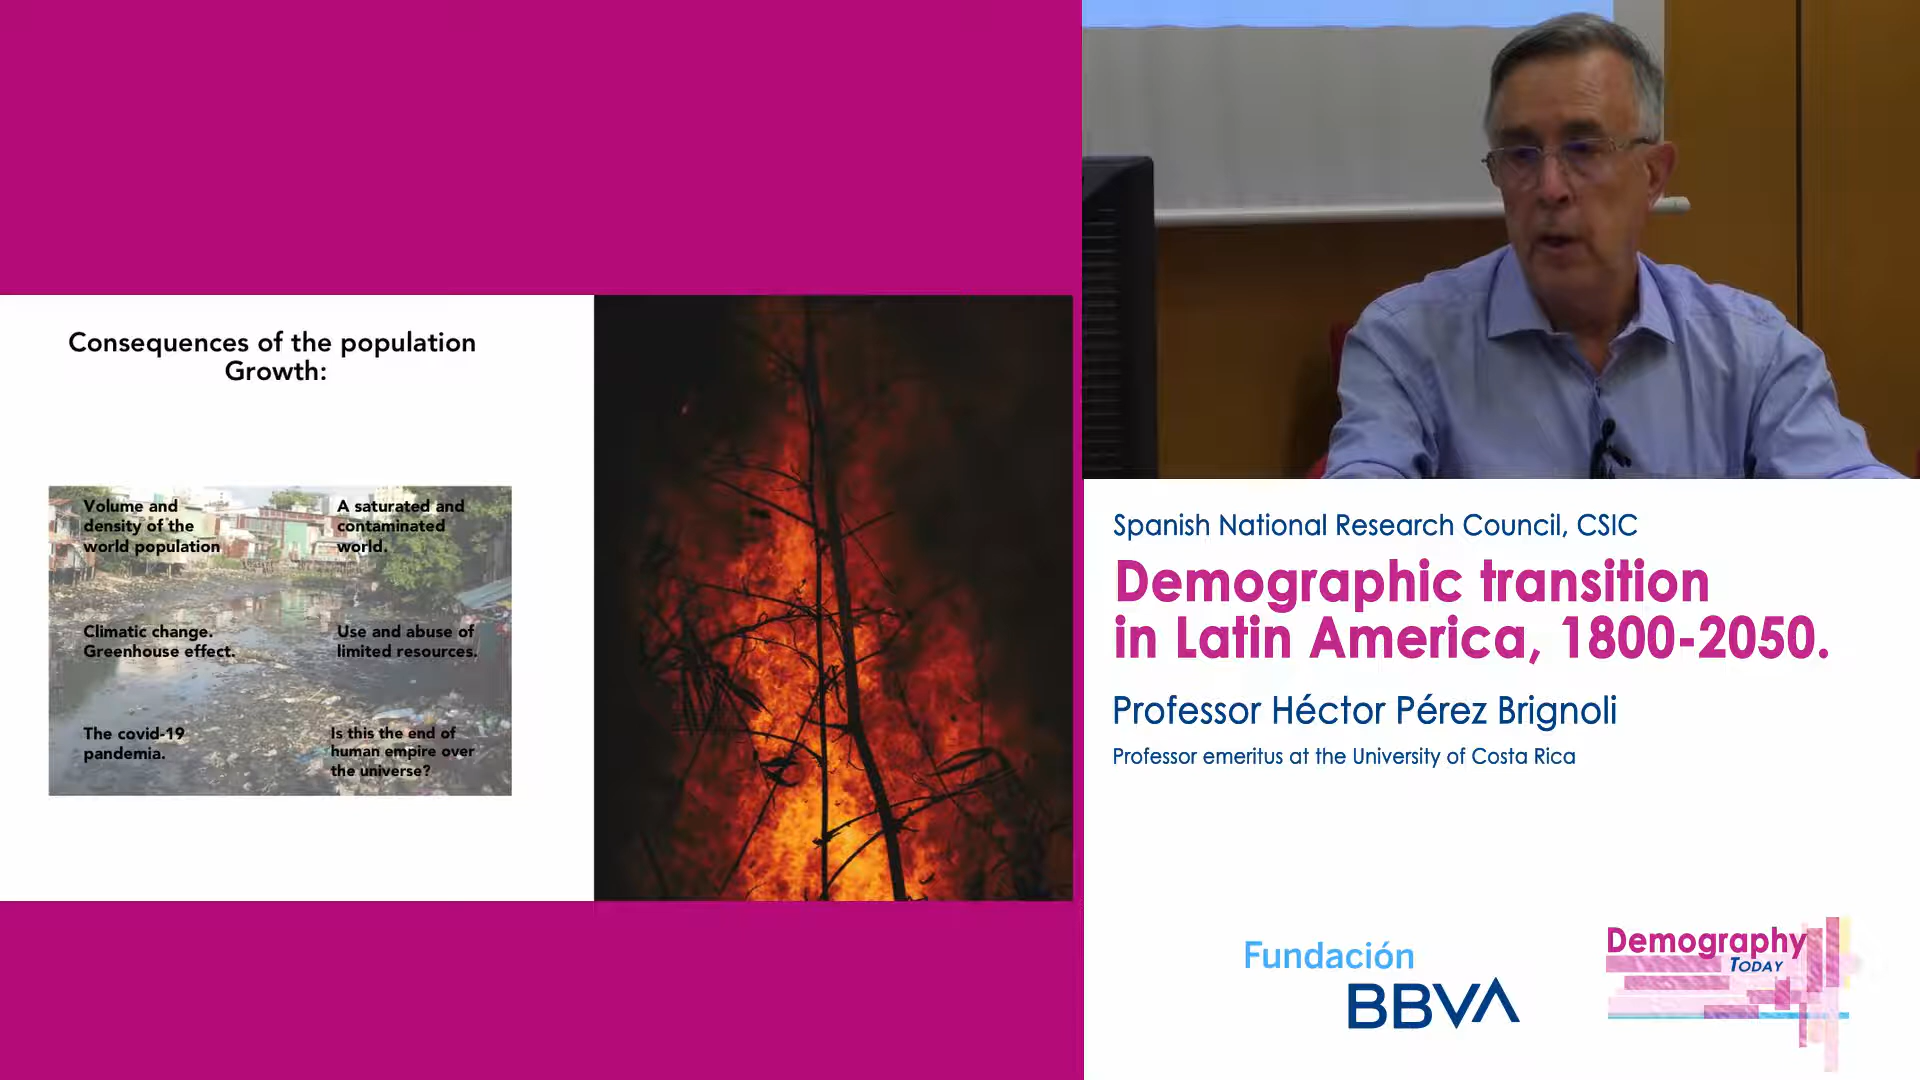 Consequences of the population
Growth:
Volume and
density of the
world population
A saturated and
contaminated
world.
Climatic change.
Greenhouse effect.
Use and abuse of
limited resources.
The covid-19
pandemia.
Is this the end of
human empire over
the universe?
Spanish National Research Council, CSIC
Demographic transition
in Latin America, 1800-2050.
Professor Héctor Pérez Brignoli
Professor emeritus at the University of Costa Rica
Fundación
BBVA
Demography
TODAY